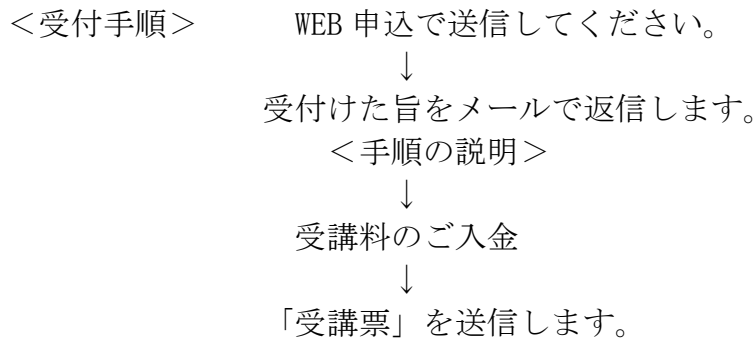 ＜受付手順＞　WEB 申込で送信してください。
↓
受付けた旨をメールで返信します。
＜手順の説明＞
↓
受講料のご入金
↓
「受講票」を送信します。